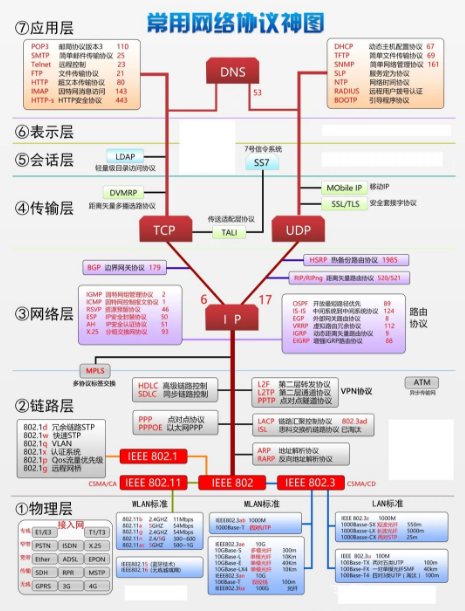 常用网络协议神图
⑦应用层
POP3 邮局协议版本3 110
SMTP 简单邮件传输协议 25
Telnet 远程控制 23
FTP 文件传输协议 21
HTTP 超文本传输协议 80
IMAP 因特网消息访问 143
HTTP-s HTTP安全协议 443
DNS
53
DHCP 动态主机配置协议 67
TFTP 简单文件传输协议 69
SNMP 简单网络管理协议 161
SLP 服务定为协议
NTP 网络时间协议
RADIUS 远程用户拨号认证
BOOTP 引导程序协议
⑥表示层
⑤会话层
LDAP
轻量级目录访问协议
7号信令系统
SS7
④传输层
DVMRP
距离矢量多播选路协议
MObile IP 移动IP
SSL/TLS 安全套接字协议
TCP
传送适配层协议
TALI
UDP
BGP 边界网关协议 179
HSRP 热备份路由协议 1985
RIP/RIPng 距离矢量路由协议 520/521
6
17
③网络层
I P
IGMP 因特网组管理协议 2
ICMP 因特网控制报文协议 1
RSVP 资源预留协议 46
ESP IP安全封装协议 50
AH IP安全认证协议 51
X.25 分组交换网协议 93
OSPF 开放最短路径优先 89
IS-IS 中间系统到中间系统协议 124
EGP 外部网关路由协议 8
VRRP 虚拟路由冗余协议 112
IGRP 动态距离矢量协议 9
EIGRP 增强IGRP路由协议 88
路由
协议
MPLS
多协议标签交换
HDLC 高级链路控制
SDLC 同步链路控制
L2F 第二层转发协议
L2TP 第二层通道协议
PPTP 点对点隧道协议
VPN协议
ATM
异步传输网
②链路层
802.1d 冗余链路STP
802.1w 快速STP
802.1q VLAN
802.1x 认证系统
802.1p Qos流量优先级
802.1g 远程网桥
PPP 点对点协议
PPPOE 以太网PPP
LACP 链路汇聚控制协议 802.3ad
ISL 思科交换机链路协议 已淘汰
ARP 地址解析协议
RARP 反向地址解析协议
IEEE 802.1
CSMA/CA
IEEE 802.11
IEEE 802
IEEE 802.3
CSMA/CD
①物理层
接入网
专线 E1/E3 T1/T3
窄带 PSTN ISDN X.25
宽带 Ether ADSL EPON
传输 SDH RPR MSTP
无线 GPRS 3G 4G
WLAN标准
802.11b 2.4GHZ 11Mbps
802.11a 5GHZ 54Mbps
802.11g 2.4GHZ 54Mbps
802.11n 2.4/5G 300~600
802.11ac 5GHZ 500~1G
IEEE802.15 (蓝牙技术)
MLAN标准
IEEE802.3ab 1000M
1000Base-T 双绞UTP
IEEE802.3ae 10G
10GBase-S 多模光纤 300m
10GBase-L 单模光纤 10Km
10GBase-E 单模光纤 40Km
IEEE802.3an 10G
10GBase-T 双绞线 100m
IEEE802.3ba 100G 光纤
LAN标准
IEEE 802.3z 1000M
1000Base-SX 短波光纤 550m
1000Base-LX 长波光纤 5000m
1000Base-CX 屏蔽双绞线 25m
IEEE 802.3u 100M
100Base-TX 两对五类UTP 100m
100Base-FX 一对单模光纤SMF 40Km
100Base-T4 四对3类UTP ( 淘汰 ) 100m